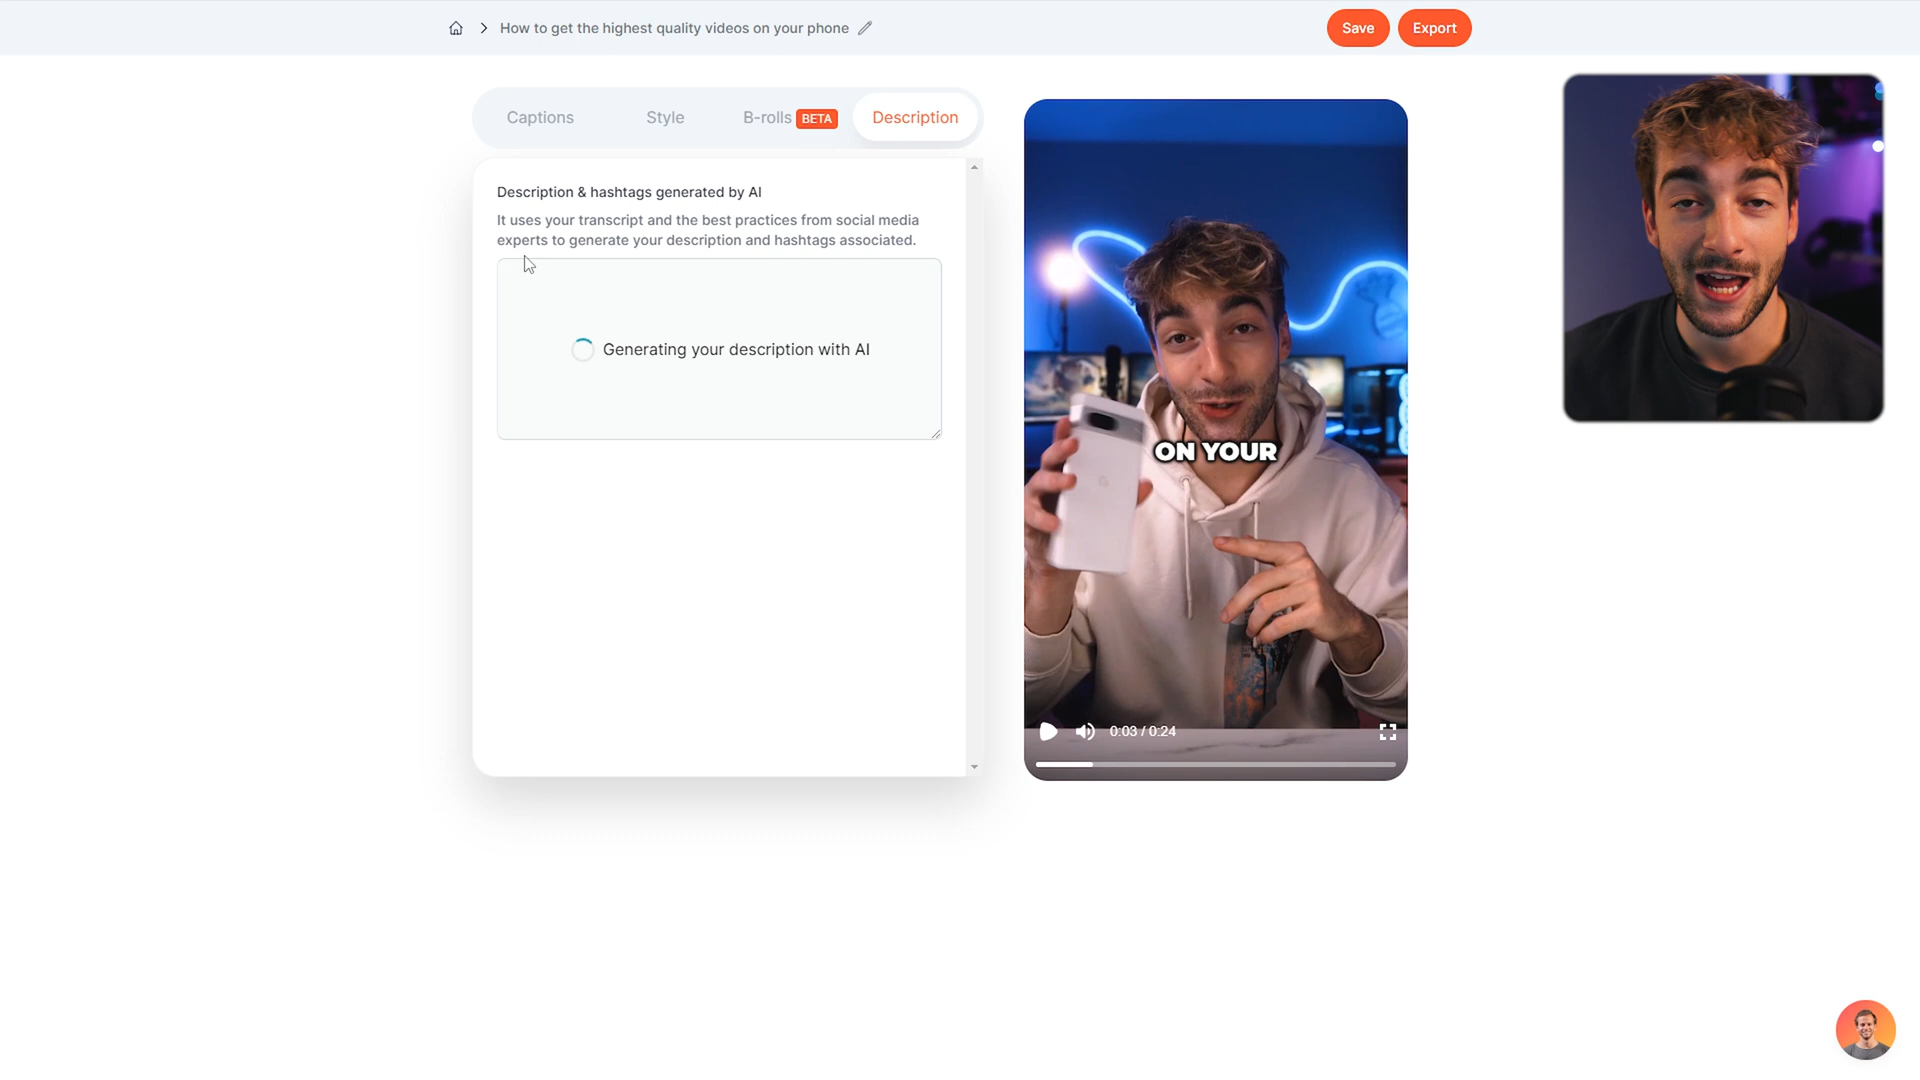 How to get the highest quality videos on your phone
Save
Export
Captions
Style
B-rolls BETA
Description
Description & hashtags generated by AI
It uses your transcript and the best practices from social media
experts to generate your description and hashtags associated.
Generating your description with AI
ON YOUR
0:03 / 0:24